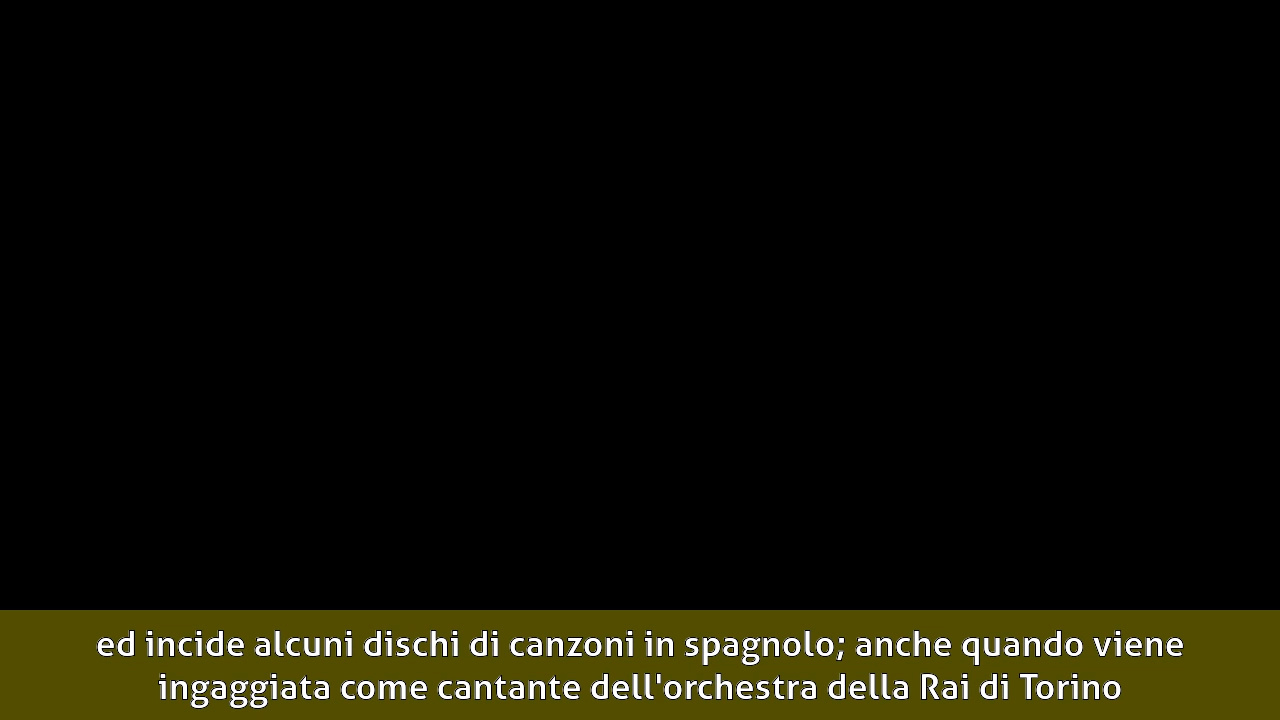 ed incide alcuni dischi di canzoni in spagnolo; anche quando viene
ingaggiata come cantante dell'orchestra della Rai di Torino